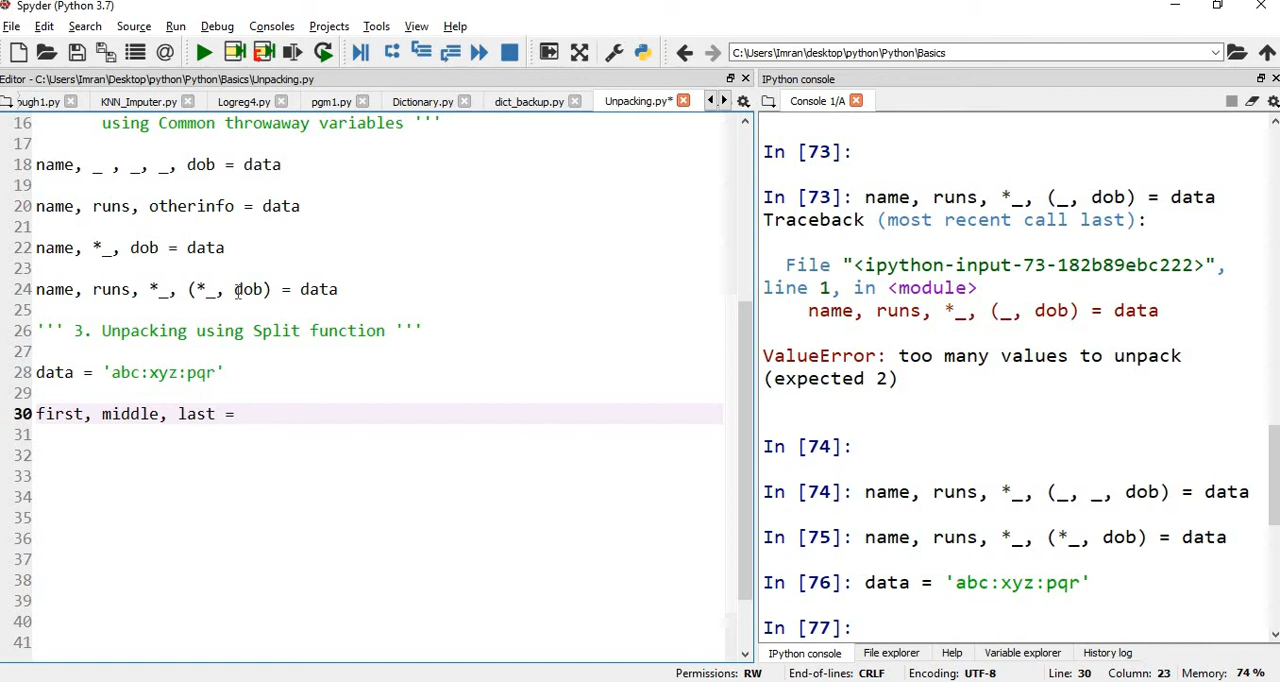 Spyder (Python 3.7)
File Edit Search Source Run Debug Consoles Projects Tools View Help
C:\Users\Imran\desktop\python\Python\Basics
Editor - C:\Users\Imran\Desktop\python\Python\Basics\Unpacking.py
IPython console
ough1.py KNN_Imputer.py Logreg4.py pgm1.py Dictionary.py dict_backup.py Unpacking.py*
Console 1/A
16 using Common throwaway variables '''
17
18 name, _ , _, _, dob = data
19
20 name, runs, otherinfo = data
21
22 name, *_, dob = data
23
24 name, runs, *_, (*_, dob) = data
25
26 ''' 3. Unpacking using Split function '''
27
28 data = 'abc:xyz:pqr'
29
30 first, middle, last =
31
32
33
34
35
36
37
38
39
40
41
In [73]:
In [73]: name, runs, *_, (_, dob) = data
Traceback (most recent call last):
File "<ipython-input-73-182b89ebc222>",
line 1, in <module>
name, runs, *_, (_, dob) = data
ValueError: too many values to unpack
(expected 2)
In [74]:
In [74]: name, runs, *_, (_, _, dob) = data
In [75]: name, runs, *_, (*_, dob) = data
In [76]: data = 'abc:xyz:pqr'
In [77]:
IPython console File explorer Help Variable explorer History log
Permissions: RW End-of-lines: CRLF Encoding: UTF-8 Line: 30 Column: 23 Memory: 74 %